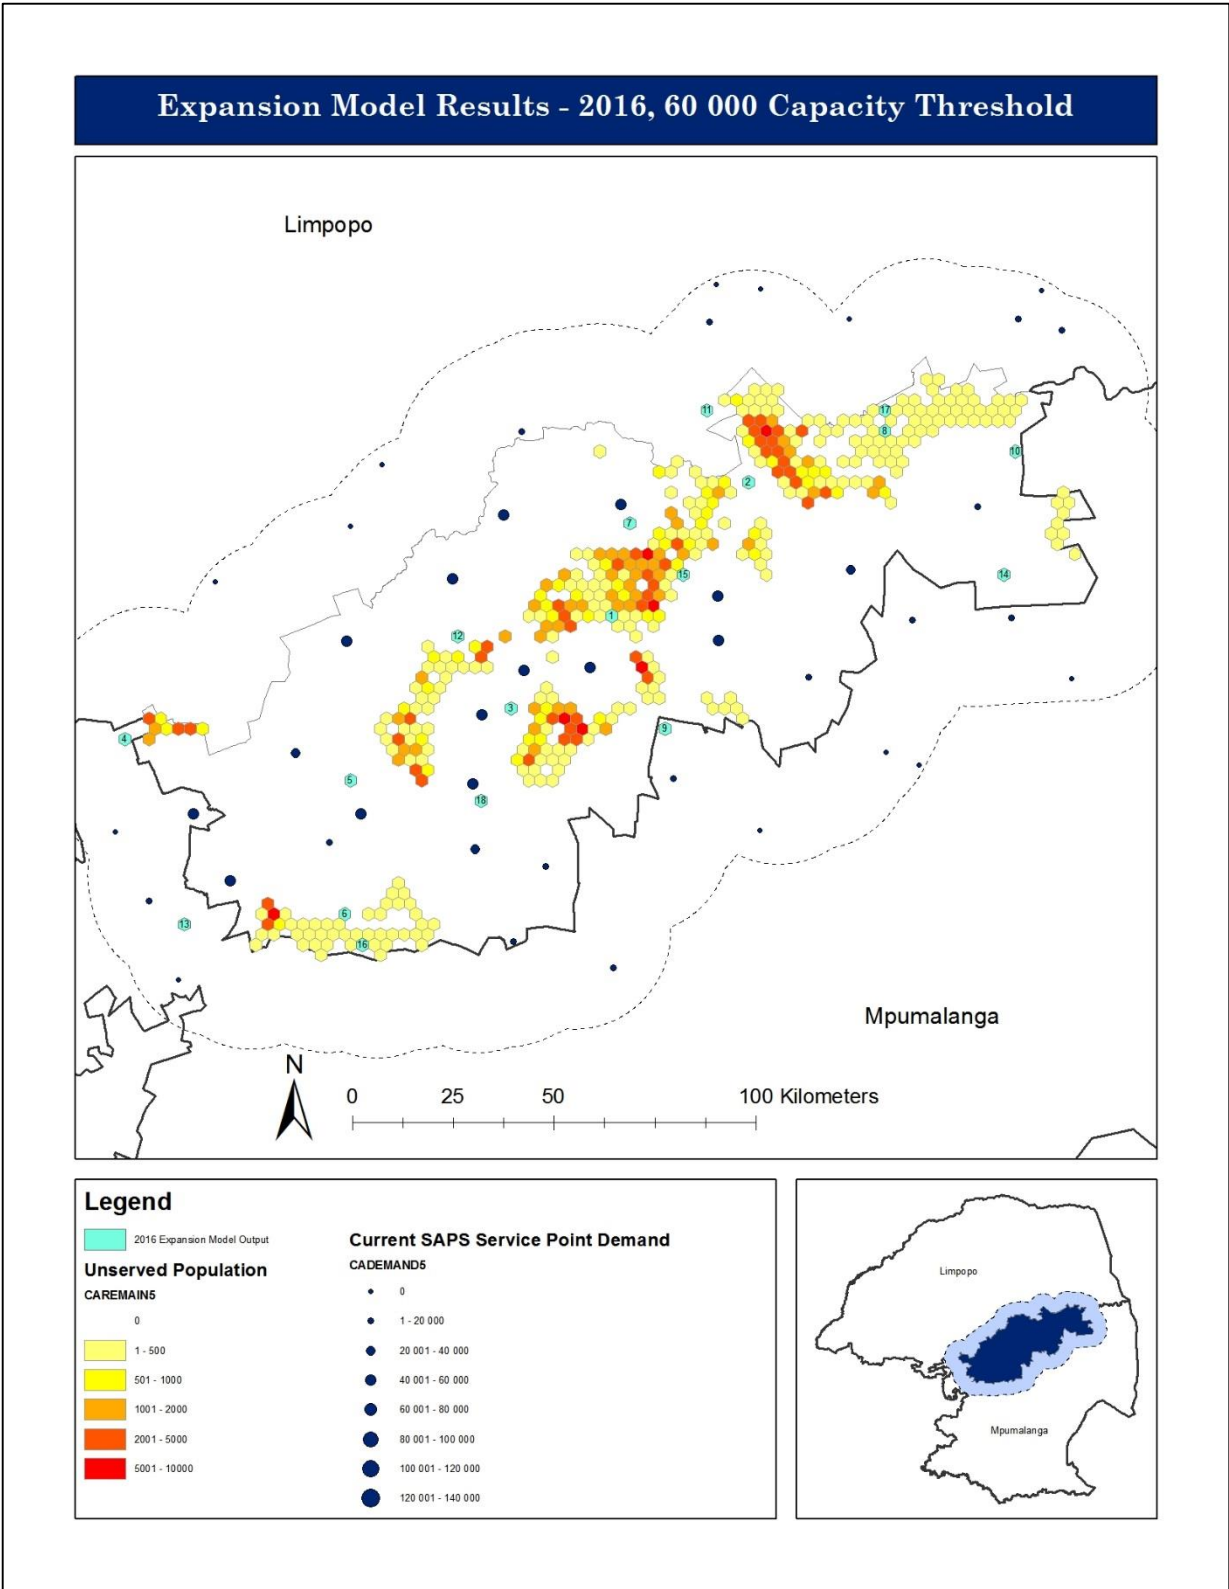 Expansion Model Results - 2016, 60 000 Capacity Threshold
Limpopo
11
17
8
10
2
7
15
14
1
12
3
9
4
5
18
6
13
16
Mpumalanga
N
0 25 50 100 Kilometers
Legend
2016 Expansion Model Output
Unserved Population
CAREMAIN5
0
1 - 500
501 - 1000
1001 - 2000
2001 - 5000
5001 - 10000
Current SAPS Service Point Demand
CADEMAND5
0
1 - 20 000
20 001 - 40 000
40 001 - 60 000
60 001 - 80 000
80 001 - 100 000
100 001 - 120 000
120 001 - 140 000
Limpopo
Mpumalanga